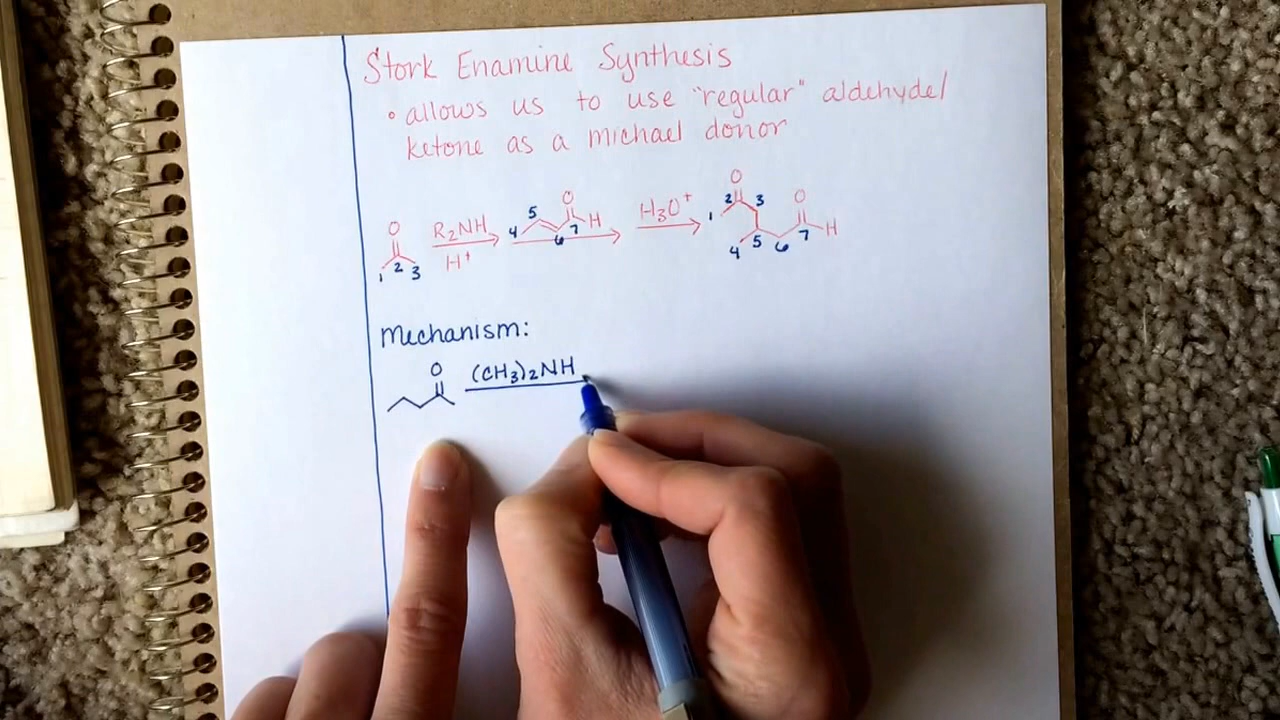 Stork Enamine Synthesis
• allows us to use "regular" aldehyde/
ketone as a michael donor
O R₂NH H⁺ 1 2 3
4 5 6 7 O H
H₃O⁺
O 1 2 3 4 5 6 7 O H
Mechanism:
O (CH₃)₂NH